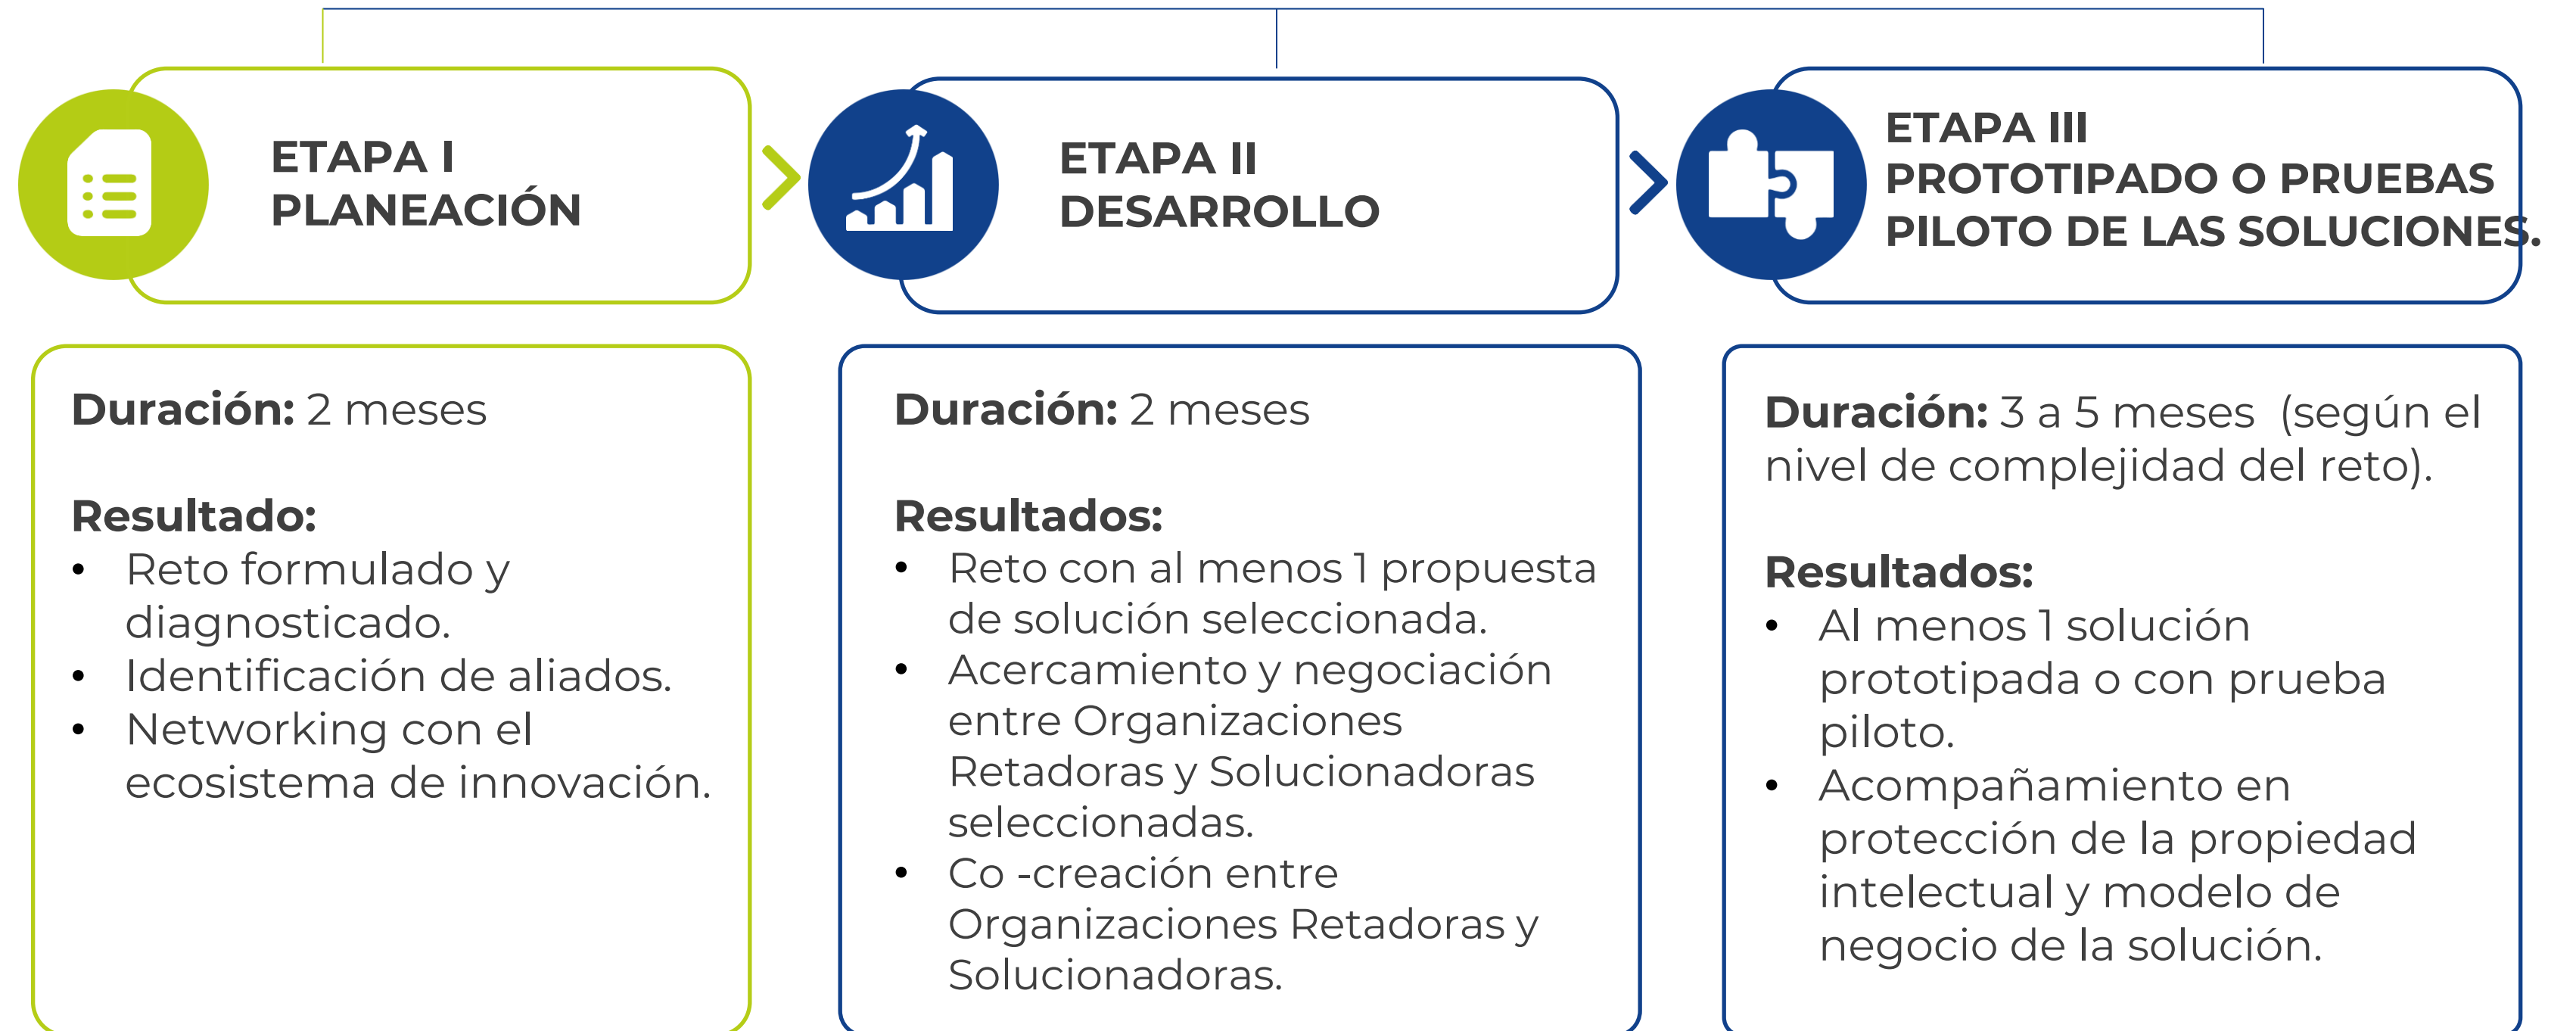 ETAPA I
PLANEACIÓN
ETAPA II
DESARROLLO
ETAPA III
PROTOTIPADO O PRUEBAS
PILOTO DE LAS SOLUCIONES.
Duración: 2 meses
Resultado:
• Reto formulado y
diagnosticado.
• Identificación de aliados.
• Networking con el
ecosistema de innovación.
Duración: 2 meses
Resultados:
• Reto con al menos 1 propuesta
de solución seleccionada.
• Acercamiento y negociación
entre Organizaciones
Retadoras y Solucionadoras
seleccionadas.
• Co -creación entre
Organizaciones Retadoras y
Solucionadoras.
Duración: 3 a 5 meses (según el
nivel de complejidad del reto).
Resultados:
• Al menos 1 solución
prototipada o con prueba
piloto.
• Acompañamiento en
protección de la propiedad
intelectual y modelo de
negocio de la solución.